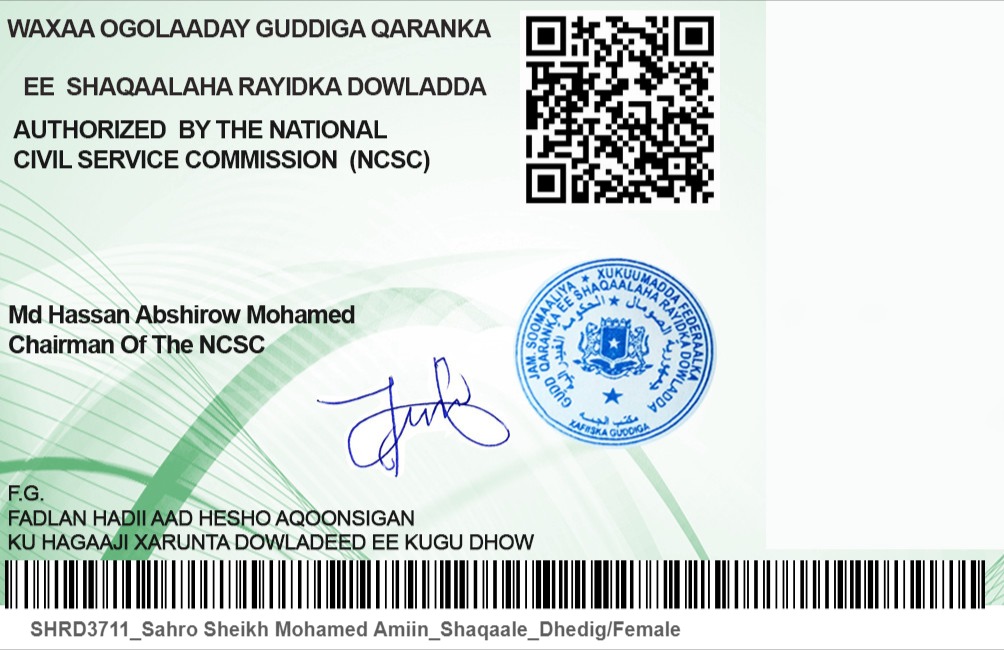 WAXAA OGOLAADAY GUDDIGA QARANKA
EE SHAQAALAHA RAYIDKA DOWLADDA
AUTHORIZED BY THE NATIONAL
CIVIL SERVICE COMMISSION (NCSC)
Md Hassan Abshirow Mohamed
Chairman Of The NCSC
JAM. SOOMAALIYA ★ XUKUUMADDA FEDERAALKA
GUDD QARANKA EE SHAQAALAHA RAYIDKA DOWLADDA
مكتب الجمية
XAFIISKA GUDDIGA
F.G.
FADLAN HADII AAD HESHO AQOONSIGAN
KU HAGAAJI XARUNTA DOWLADEED EE KUGU DHOW
SHRD3711_Sahro Sheikh Mohamed Amiin_Shaqaale_Dhedig/Female